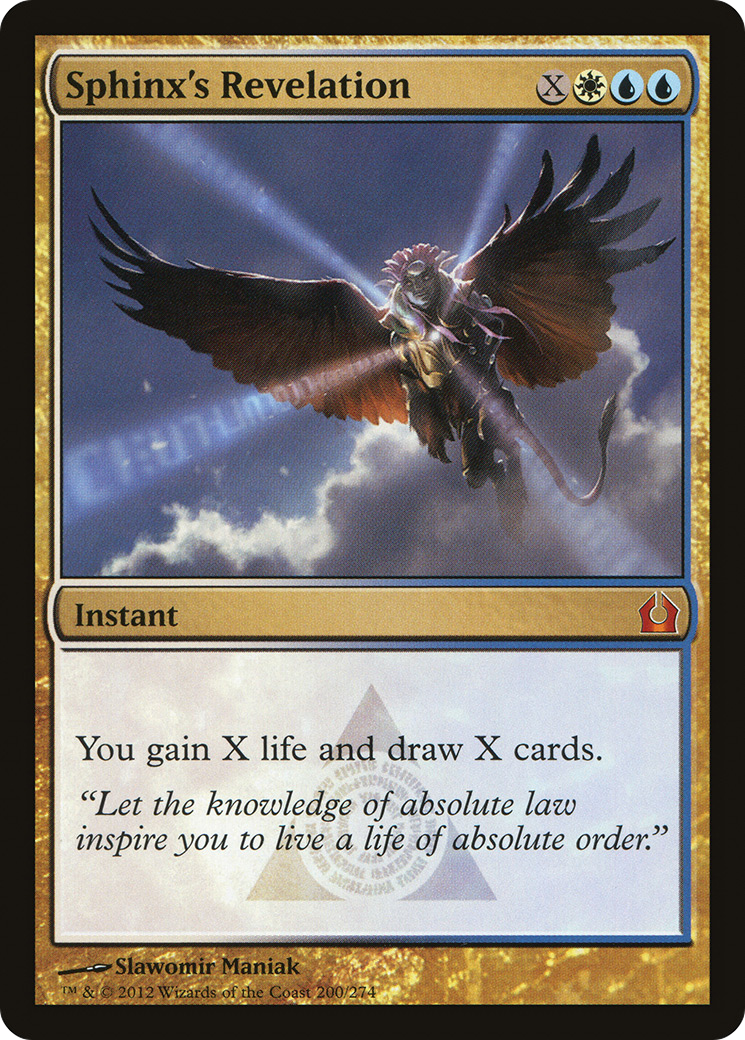 Sphinx's Revelation X
Instant
You gain X life and draw X cards.
“Let the knowledge of absolute law
inspire you to live a life of absolute order.”
Slawomir Maniak
™ & © 2012 Wizards of the Coast 200/274